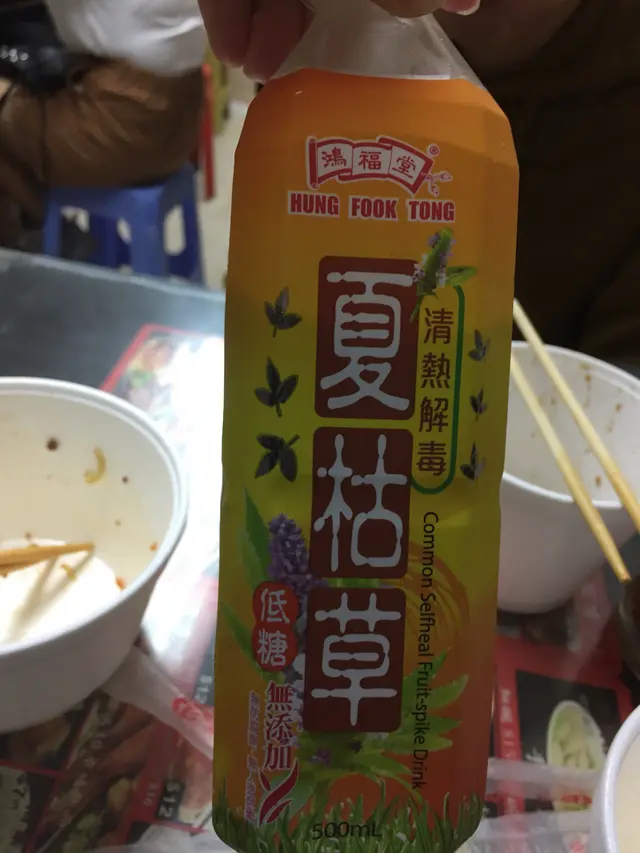 鴻福堂®
HUNG FOOK TONG
夏枯草
清熱解毒
Common Selfheal Fruit-spike Drink
低糖
無添加
500mL
$12